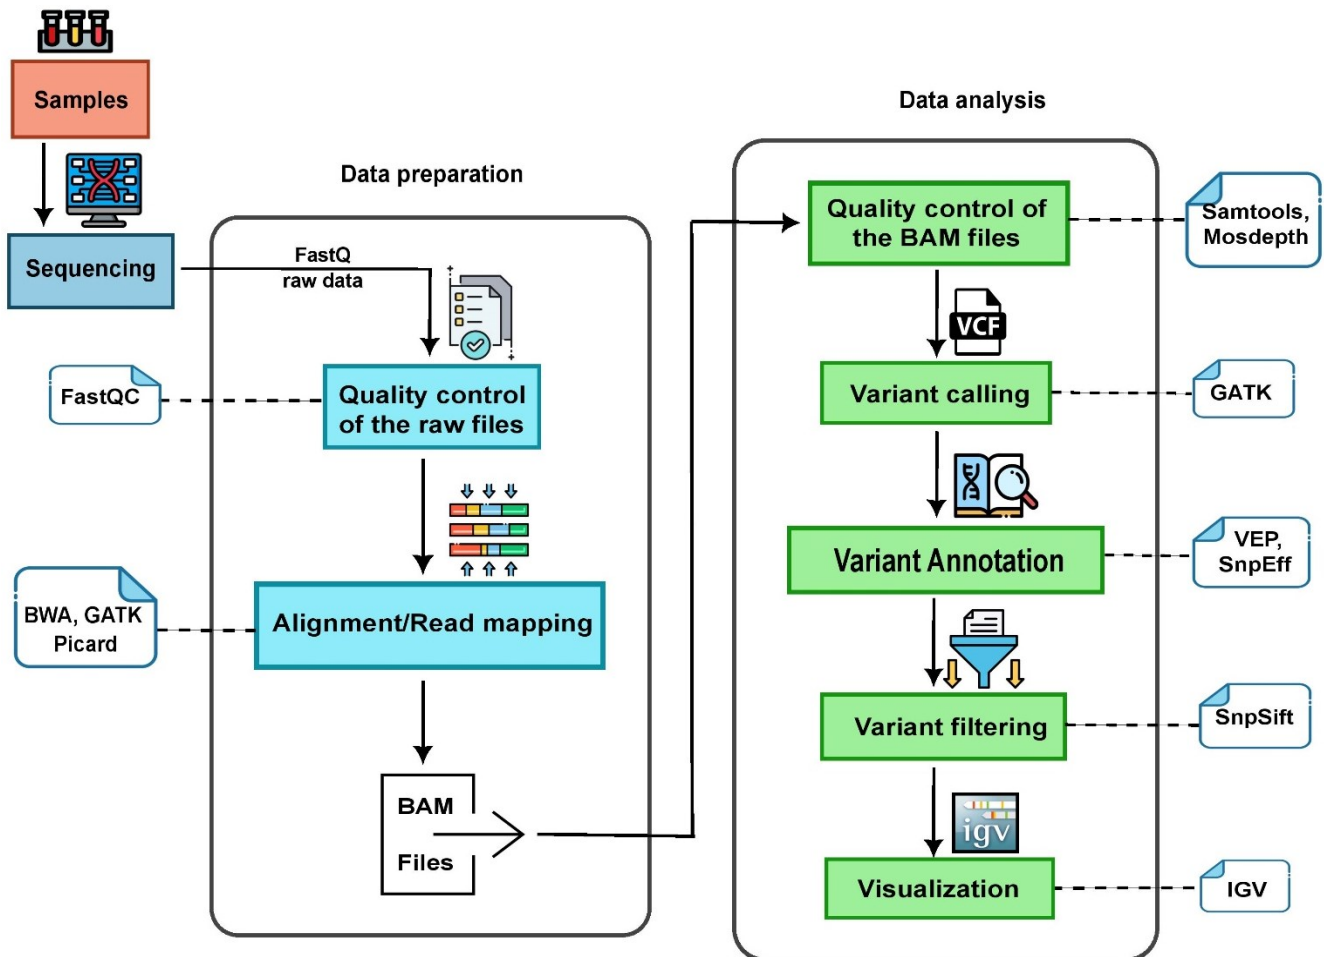 Samples
Sequencing
Data preparation
FastQ
raw data
FastQC
Quality control
of the raw files
BWA, GATK
Picard
Alignment/Read mapping
BAM
Files
Data analysis
Quality control of
the BAM files
Samtools,
Mosdepth
VCF
Variant calling
GATK
Variant Annotation
VEP,
SnpEff
Variant filtering
SnpSift
igv
Visualization
IGV